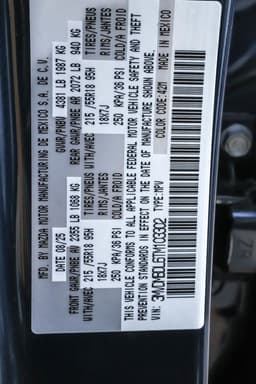 MFD BY MAZDA MOTOR MANUFACTURING DE MEXICO S.A. DE C.V.
DATE 08/25 GVWR/PNBV 4381 LB 1987 KG
FRONT GAWR/PNBE AV 2355 LB 1068 KG REAR GAWR/PNBE AR 2072 LB 940 KG
WITH/AVEC 215 /55R18 95H TIRES/PNEUS WITH/AVEC 215 /55R18 95H TIRES/PNEUS
18X7J RIMS/JANTES 18X7J RIMS/JANTES
250 KPA/36 PSI COLD/A FROID 250 KPA/36 PSI COLD/A FROID
THIS VEHICLE CONFORMS TO ALL APPLICABLE FEDERAL MOTOR VEHICLE SAFETY AND THEFT
PREVENTION STANDARDS IN EFFECT ON THE DATE OF MANUFACTURE SHOWN ABOVE.
VIN: TYPE:MPV COLOR CODE:42M MADE IN MEXICO